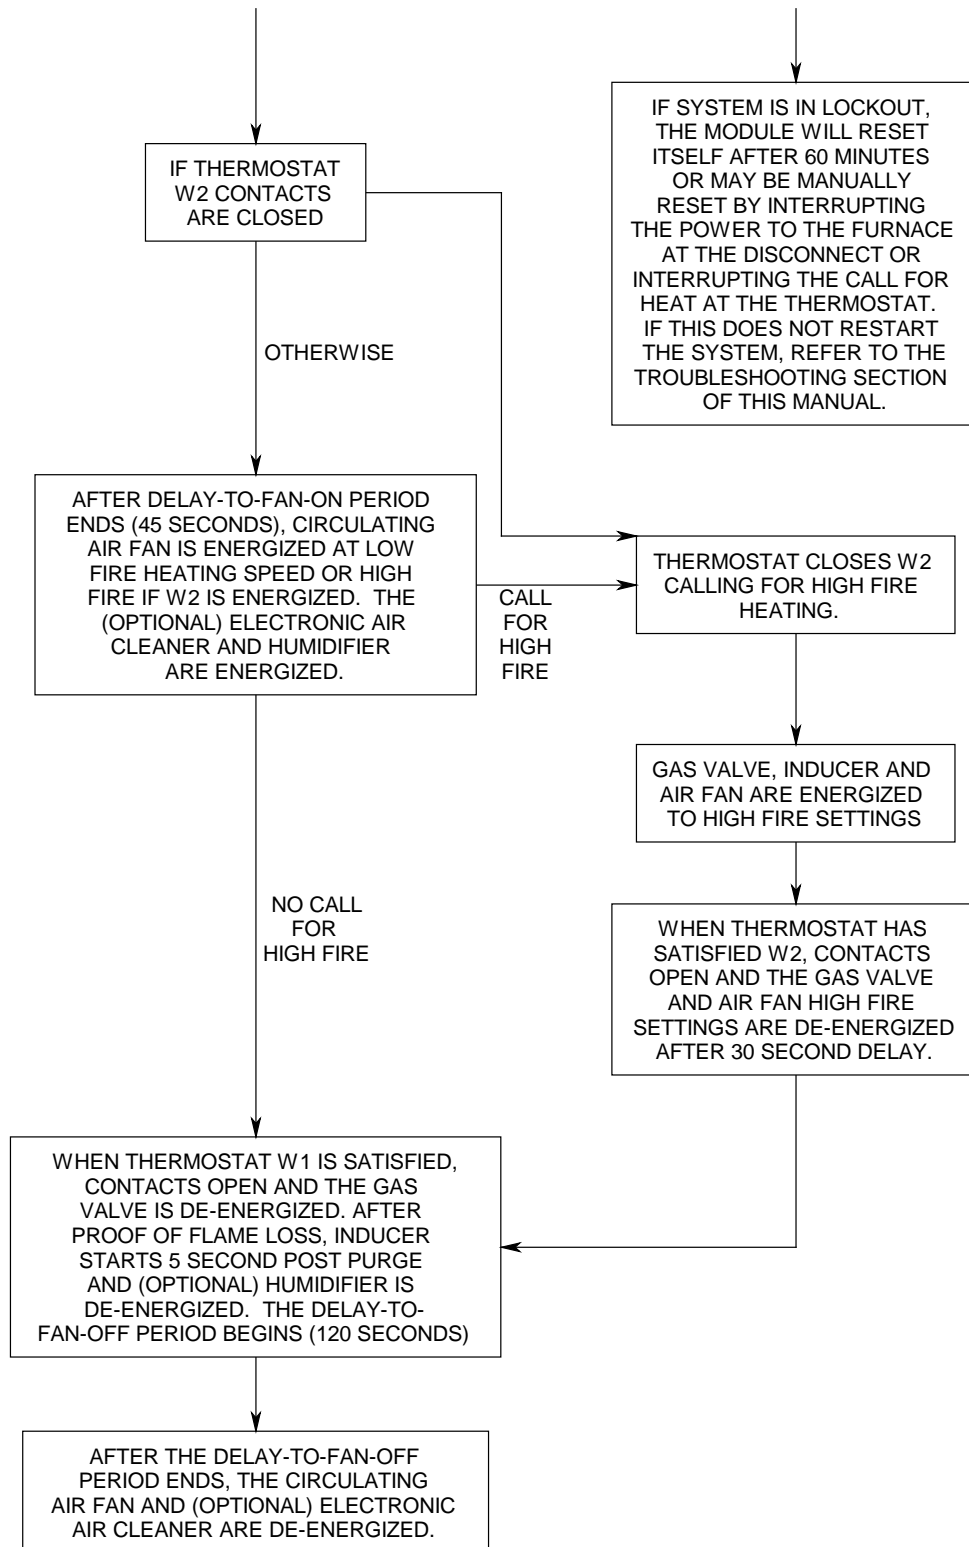 IF THERMOSTAT
W2 CONTACTS
ARE CLOSED
IF SYSTEM IS IN LOCKOUT,
THE MODULE WILL RESET
ITSELF AFTER 60 MINUTES
OR MAY BE MANUALLY
RESET BY INTERRUPTING
THE POWER TO THE FURNACE
AT THE DISCONNECT OR
INTERRUPTING THE CALL FOR
HEAT AT THE THERMOSTAT.
IF THIS DOES NOT RESTART
THE SYSTEM, REFER TO THE
TROUBLESHOOTING SECTION
OF THIS MANUAL.
OTHERWISE
AFTER DELAY-TO-FAN-ON PERIOD
ENDS (45 SECONDS), CIRCULATING
AIR FAN IS ENERGIZED AT LOW
FIRE HEATING SPEED OR HIGH
FIRE IF W2 IS ENERGIZED.  THE
(OPTIONAL) ELECTRONIC AIR
CLEANER AND HUMIDIFIER
ARE ENERGIZED.
CALL
FOR
HIGH
FIRE
THERMOSTAT CLOSES W2
CALLING FOR HIGH FIRE
HEATING.
GAS VALVE, INDUCER AND
AIR FAN ARE ENERGIZED
TO HIGH FIRE SETTINGS
NO CALL
FOR
HIGH FIRE
WHEN THERMOSTAT HAS
SATISFIED W2, CONTACTS
OPEN AND THE GAS VALVE
AND AIR FAN HIGH FIRE
SETTINGS ARE DE-ENERGIZED
AFTER 30 SECOND DELAY.
WHEN THERMOSTAT W1 IS SATISFIED,
CONTACTS OPEN AND THE GAS
VALVE IS DE-ENERGIZED. AFTER
PROOF OF FLAME LOSS, INDUCER
STARTS 5 SECOND POST PURGE
AND (OPTIONAL) HUMIDIFIER IS
DE-ENERGIZED.  THE DELAY-TO-
FAN-OFF PERIOD BEGINS (120 SECONDS)
AFTER THE DELAY-TO-FAN-OFF
PERIOD ENDS, THE CIRCULATING
AIR FAN AND (OPTIONAL) ELECTRONIC
AIR CLEANER ARE DE-ENERGIZED.